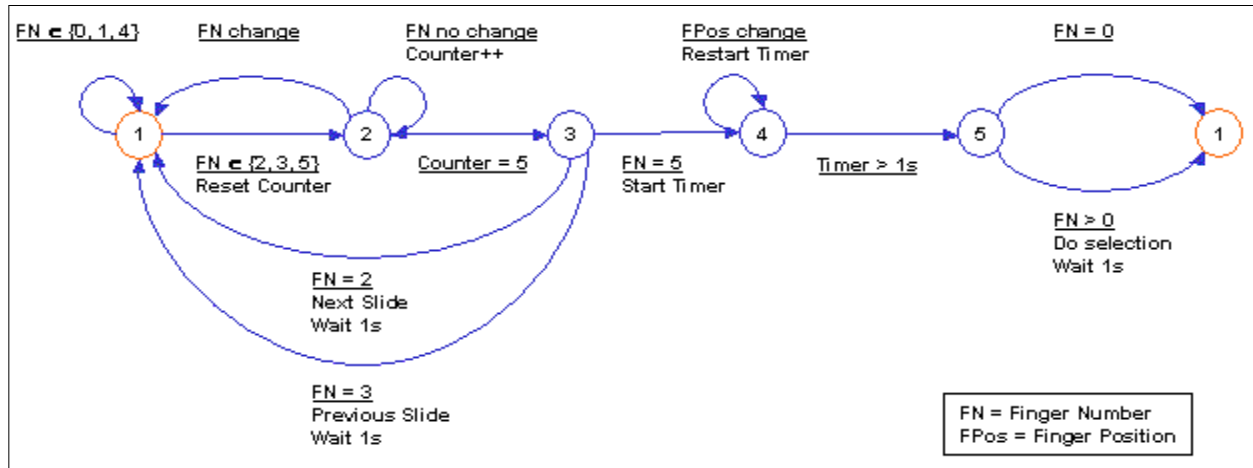 FN ∈ {0, 1, 4}
FN change
FN no change
Counter++
FPos change
Restart Timer
FN = 0
1
2
3
4
5
1
FN ∈ {2, 3, 5}
Reset Counter
Counter = 5
FN = 5
Start Timer
Timer > 1s
FN > 0
Do selection
Wait 1s
FN = 2
Next Slide
Wait 1s
FN = 3
Previous Slide
Wait 1s
FN = Finger Number
FPos = Finger Position